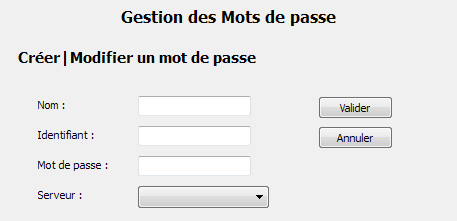 Gestion des Mots de passe
Créer|Modifier un mot de passe
Nom :
Valider
Identifiant :
Annuler
Mot de passe :
Serveur :